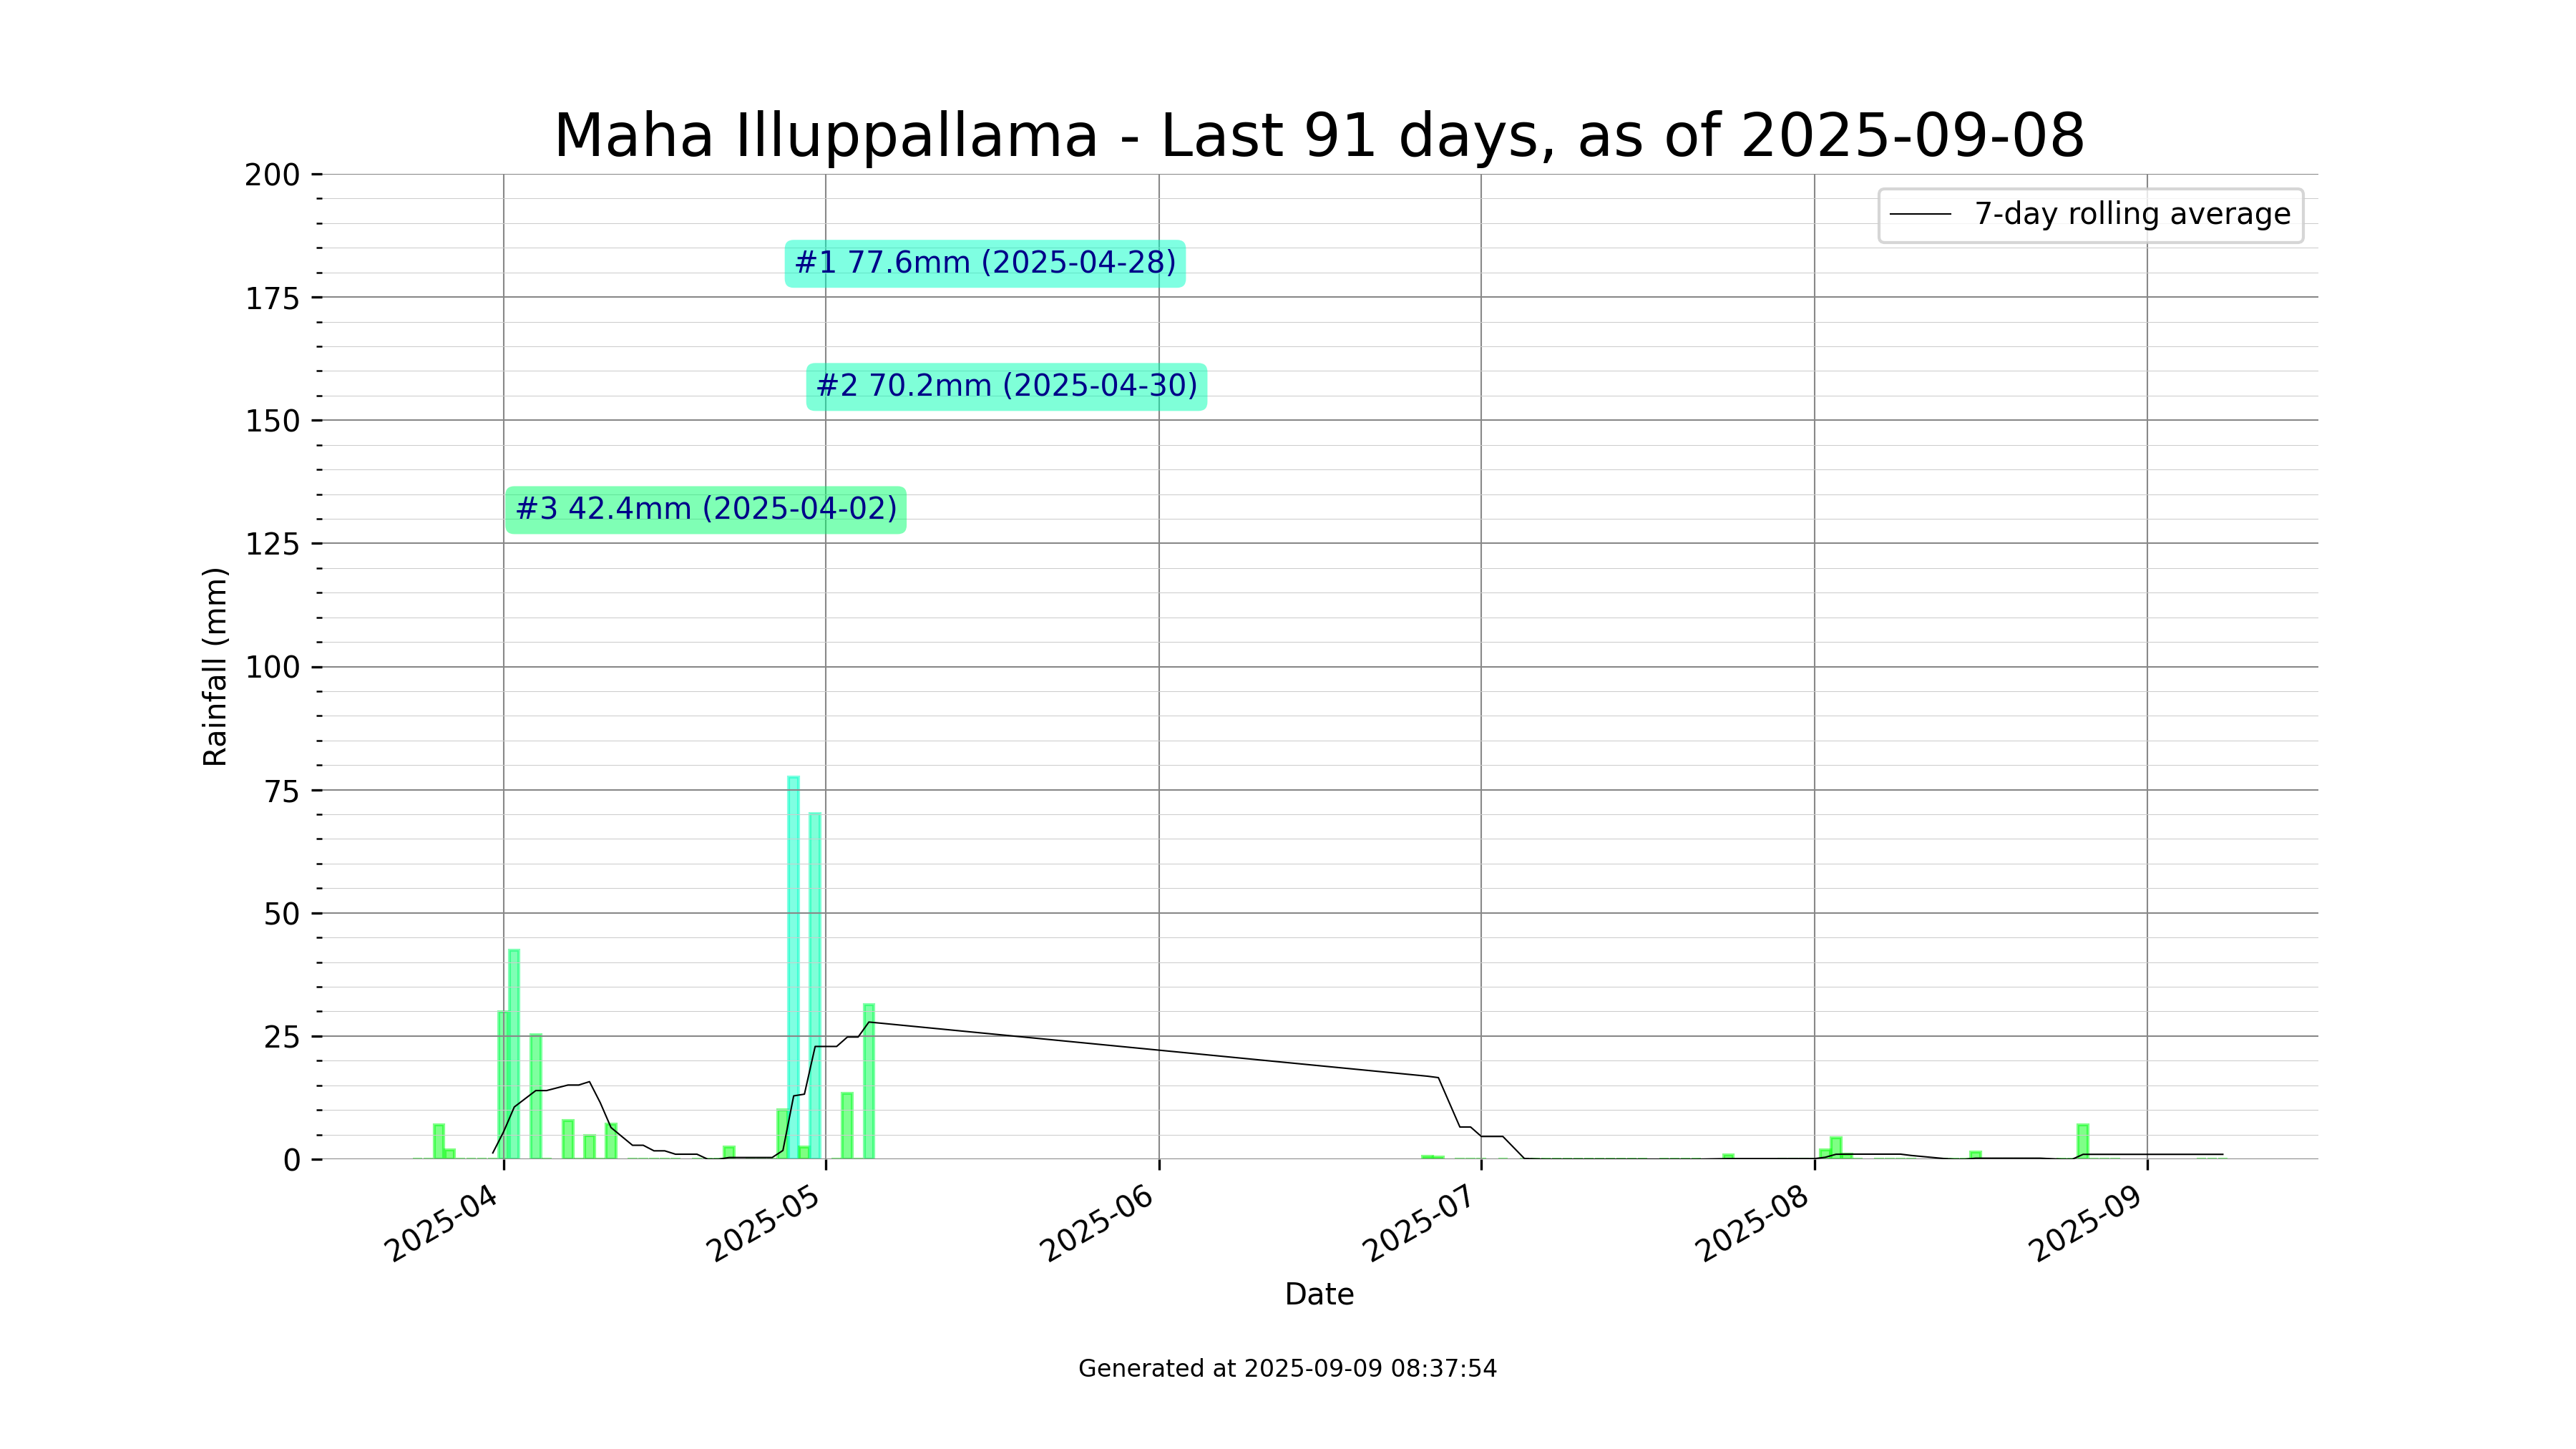 Maha Illuppallama - Last 91 days, as of 2025-09-08
200
175
150
125
100
75
50
25
0
Rainfall (mm)
7-day rolling average
#1 77.6mm (2025-04-28)
#2 70.2mm (2025-04-30)
#3 42.4mm (2025-04-02)
2025-04
2025-05
2025-06
2025-07
2025-08
2025-09
Date
Generated at 2025-09-09 08:37:54